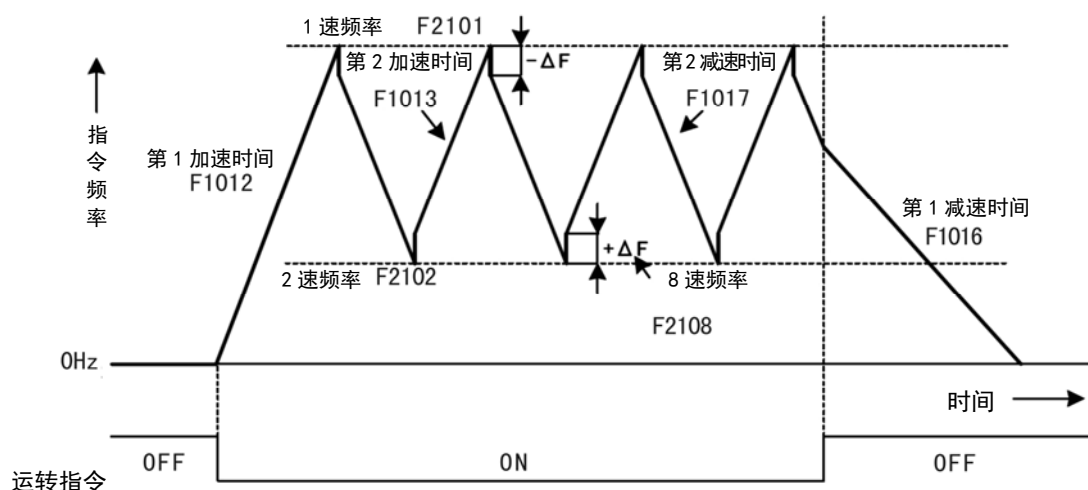 1 速频率 F2101
第 2 加速时间
-ΔF
第 2 减速时间
F1013
F1017
指令频率
第 1 加速时间
F1012
第 1 减速时间
F1016
+ΔF
2 速频率 F2102
8 速频率
F2108
0Hz
时间
OFF
ON
OFF
运转指令